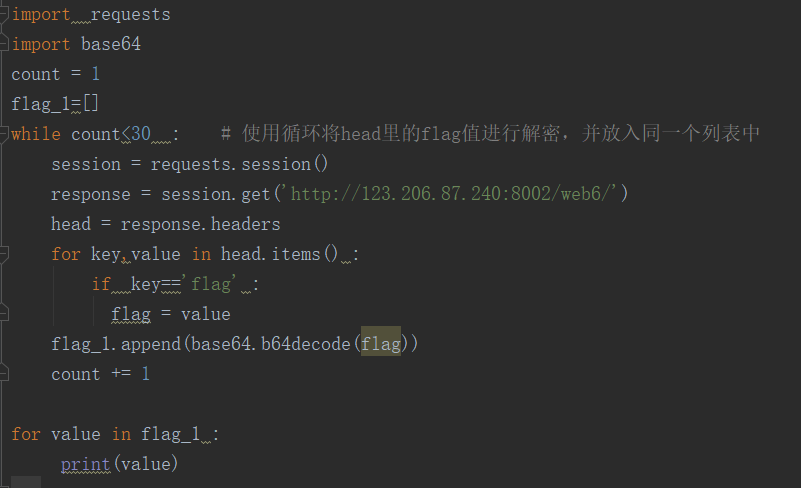 import  requests
import base64
count = 1
flag_1=[]
while count<30  :    # 使用循环将head里的flag值进行解密，并放入同一个列表中
    session = requests.session()
    response = session.get('http://123.206.87.240:8002/web6/')
    head = response.headers
    for key,value in head.items() :
        if  key=='flag' :
          flag = value
    flag_1.append(base64.b64decode(flag))
    count += 1
for value in flag_1 :
     print(value)